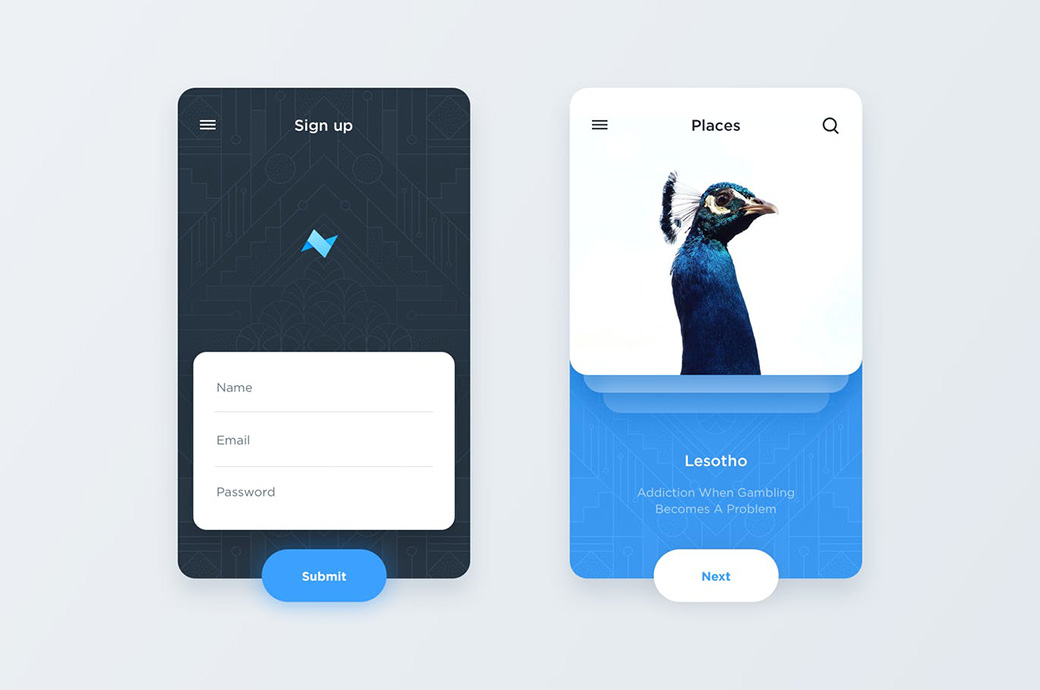 Sign up
Name
Email
Password
Submit
Places
Lesotho
Addiction When Gambling
Becomes A Problem
Next